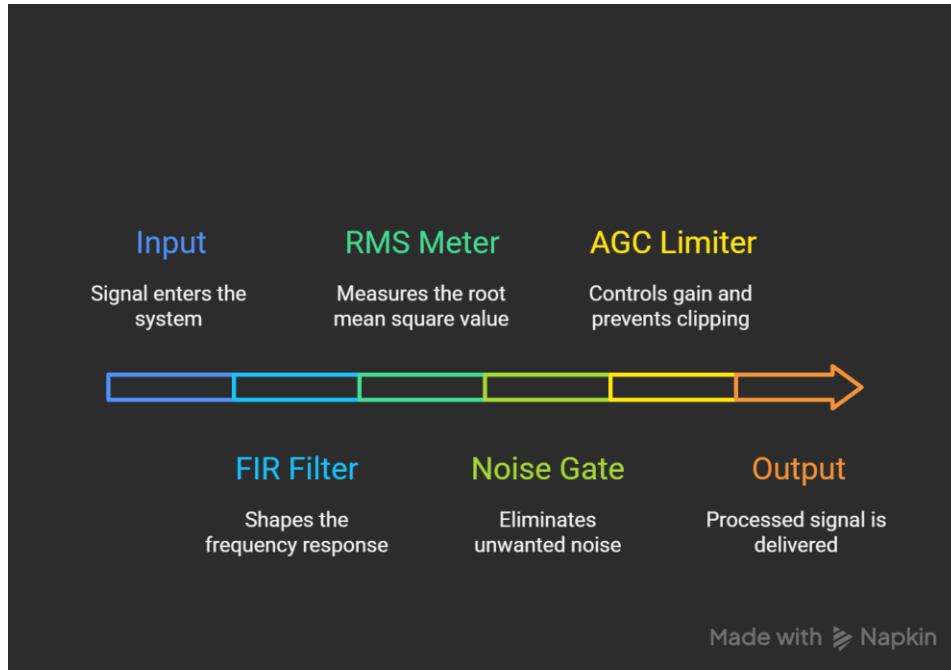 Input
Signal enters the
system
RMS Meter
Measures the root
mean square value
AGC Limiter
Controls gain and
prevents clipping
FIR Filter
Shapes the
frequency response
Noise Gate
Eliminates
unwanted noise
Output
Processed signal is
delivered
Made with Napkin